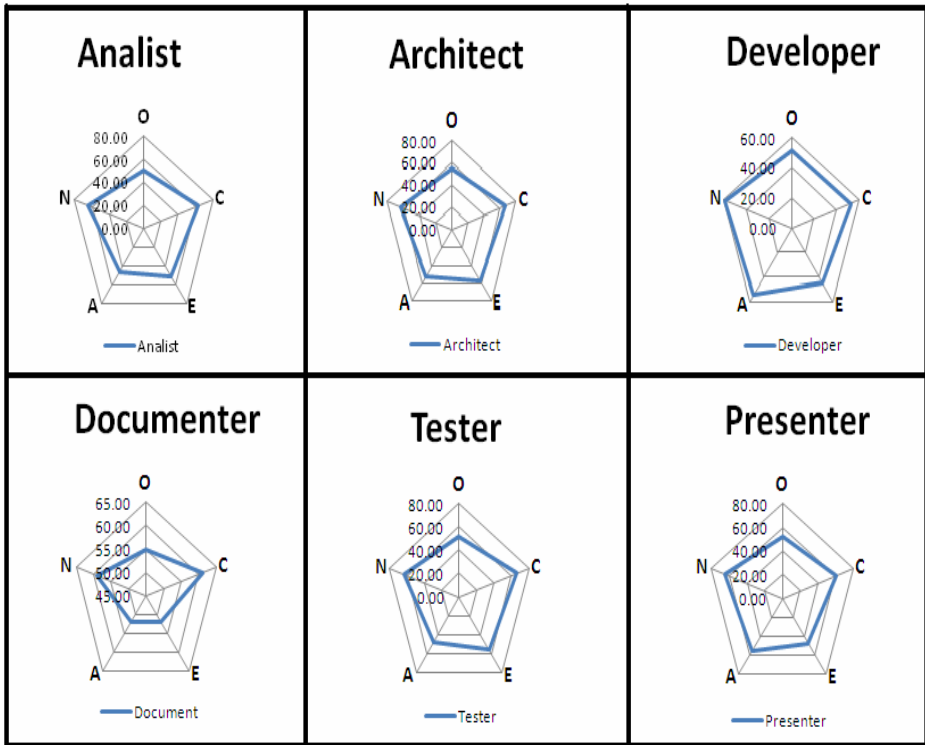 Analist
O
80.00
60.00
40.00
20.00
0.00
N
C
A
E
Analist
Architect
O
80.00
60.00
40.00
20.00
0.00
N
C
A
E
Architect
Developer
O
60.00
40.00
20.00
0.00
N
C
A
E
Developer
Documenter
O
65.00
60.00
55.00
50.00
45.00
N
C
A
E
Document
Tester
O
80.00
60.00
40.00
20.00
0.00
N
C
A
E
Tester
Presenter
O
80.00
60.00
40.00
20.00
0.00
N
C
A
E
Presenter